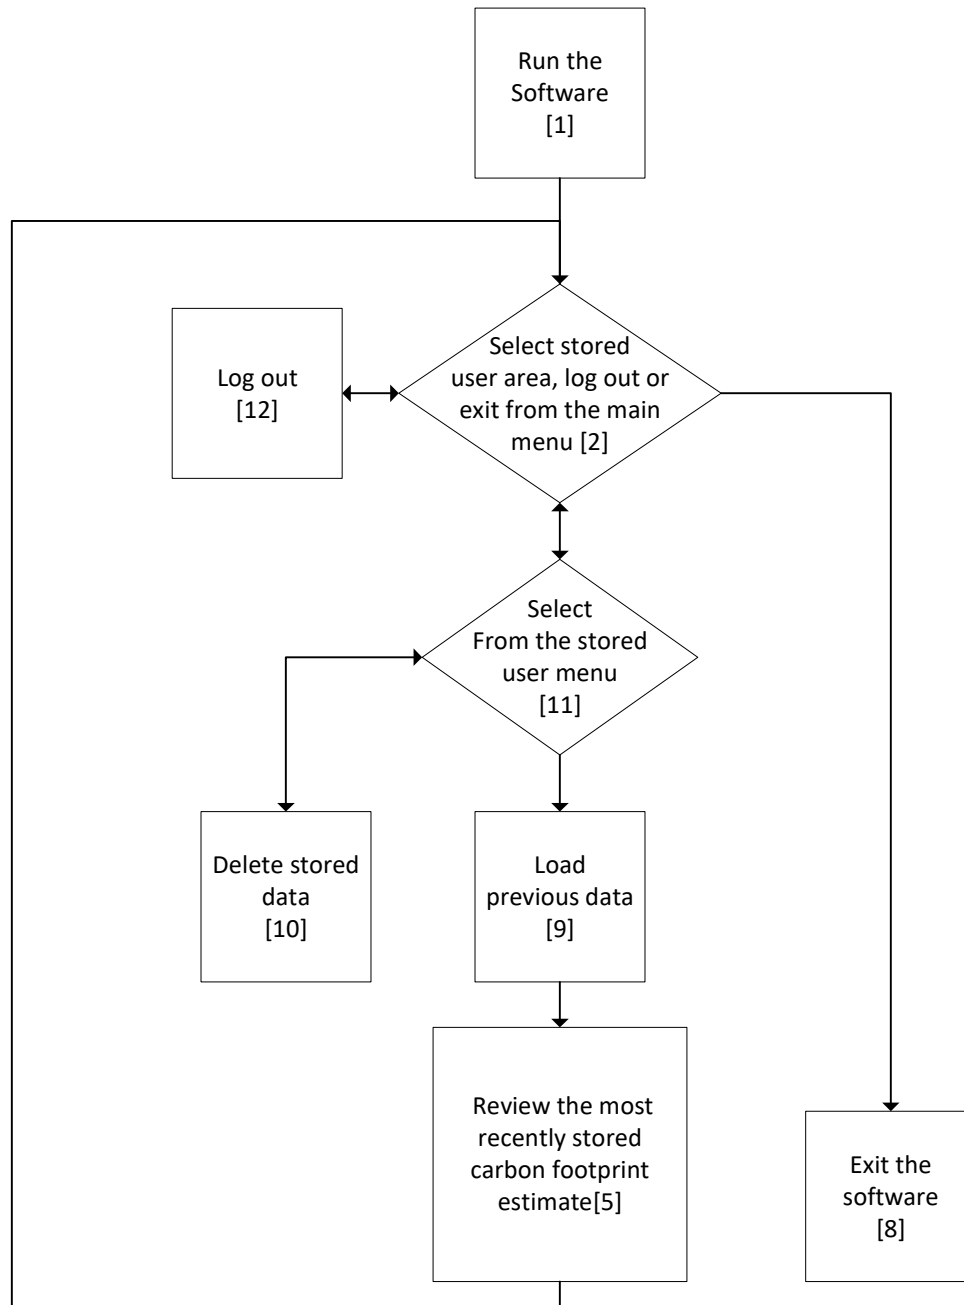 Run the
Software
[1]
Select stored
user area, log out or
exit from the main
menu [2]
Log out
[12]
Select
From the stored
user menu
[11]
Delete stored
data
[10]
Load
previous data
[9]
Review the most
recently stored
carbon footprint
estimate[5]
Exit the
software
[8]